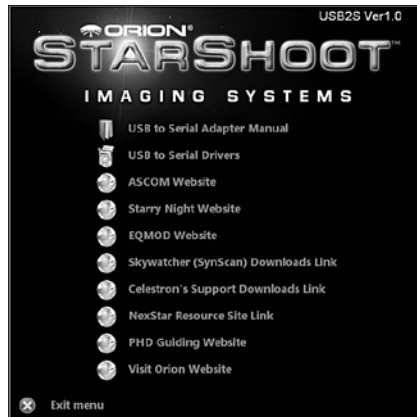 USB2S Ver1.0
ORION®
STARSHOOT™
IMAGING SYSTEMS
USB to Serial Adapter Manual
USB to Serial Drivers
ASCOM Website
Starry Night Website
EQMOD Website
Skywatcher (SynScan) Downloads Link
Celestron's Support Downloads Link
NexStar Resource Site Link
PHD Guiding Website
Visit Orion Website
Exit menu